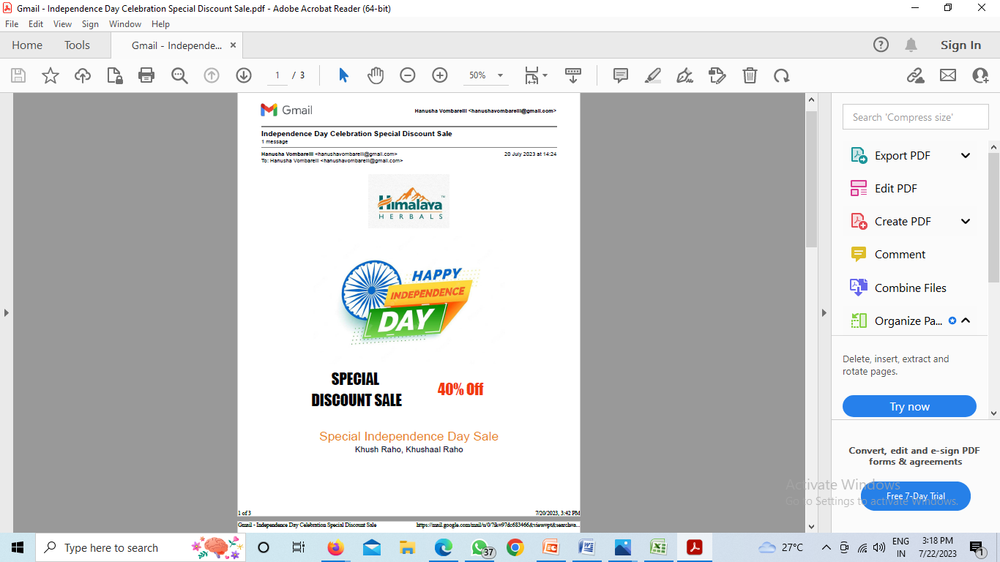 Gmail - Independence Day Celebration Special Discount Sale.pdf - Adobe Acrobat Reader (64-bit)
File Edit View Sign Window Help
Home Tools Gmail - Independe... Sign In
1 / 3 50%
Gmail
Hanusha Vombarelli <hanushavombarelli@gmail.com>
Independence Day Celebration Special Discount Sale
1 message
Hanusha Vombarelli <hanushavombarelli@gmail.com> 20 July 2023 at 14:24
To: Hanusha Vombarelli <hanushavombarelli@gmail.com>
Himalaya™
HERBALS
HAPPY
INDEPENDENCE
DAY
SPECIAL
DISCOUNT SALE
40% Off
Special Independence Day Sale
Khush Raho, Khushaal Raho
1 of 3 7/20/2023, 3:42 PM
Gmail - Independence Day Celebration Special Discount Sale https://mail.google.com/mail/u/0/?ik=97dc683466&view=pt&search=a...
Search 'Compress size'
Export PDF
Edit PDF
Create PDF
Comment
Combine Files
Organize Pa...
Delete, insert, extract and
rotate pages.
Try now
Convert, edit and e-sign PDF
forms & agreements
Free 7-Day Trial
Activate Windows
Go to Settings to activate Windows.
Type here to search
37
27°C
ENG
IN
3:18 PM
7/22/2023
1